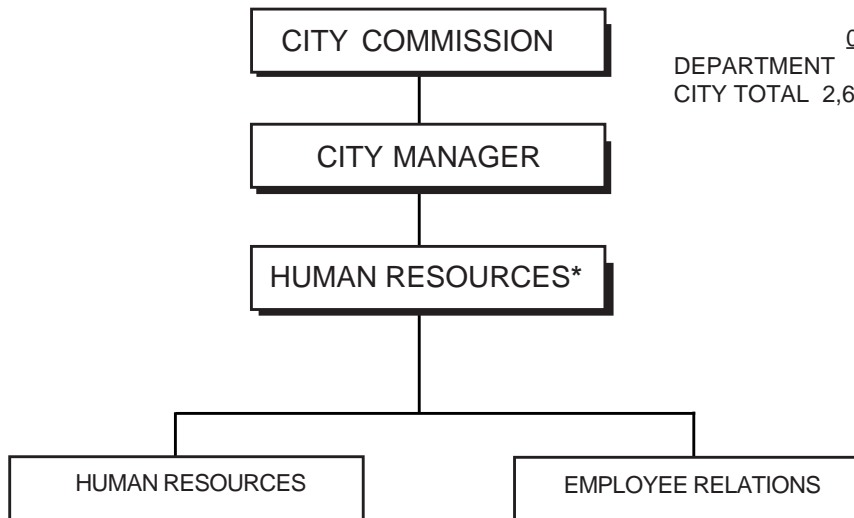 CITY COMMISSION
DEPARTMENT
CITY TOTAL
CITY MANAGER
HUMAN RESOURCES*
HUMAN RESOURCES
EMPLOYEE RELATIONS